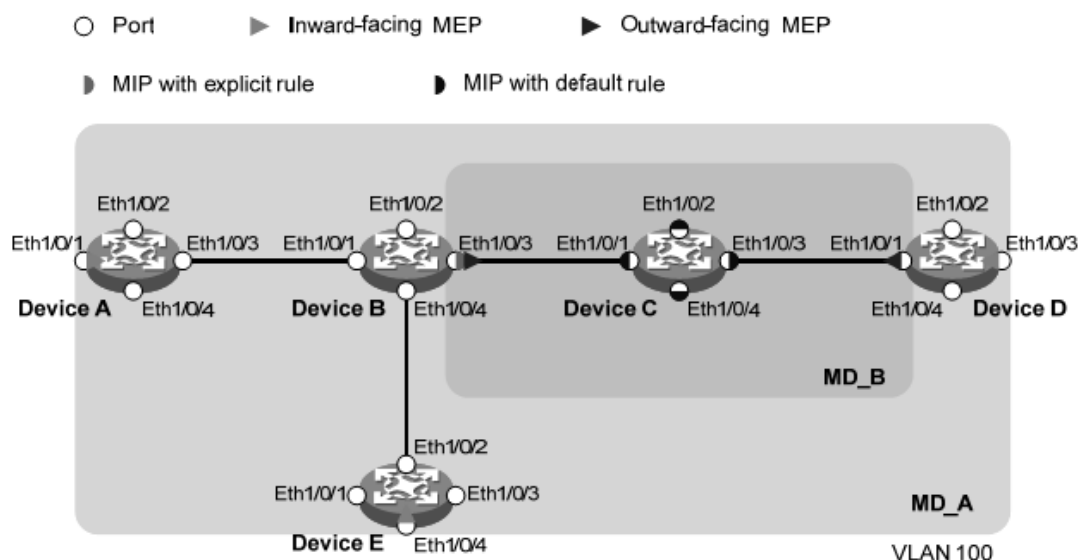 Port
Inward-facing MEP
Outward-facing MEP
MIP with explicit rule
MIP with default rule
Eth1/0/2
Eth1/0/2
Eth1/0/2
Eth1/0/2
Eth1/0/1
Eth1/0/3
Eth1/0/1
Eth1/0/3
Eth1/0/1
Eth1/0/3
Eth1/0/1
Eth1/0/3
Device A
Eth1/0/4
Device B
Eth1/0/4
Device C
Eth1/0/4
Eth1/0/4
Device D
MD_B
Eth1/0/2
Eth1/0/1
Eth1/0/3
Device E
Eth1/0/4
MD_A
VLAN 100